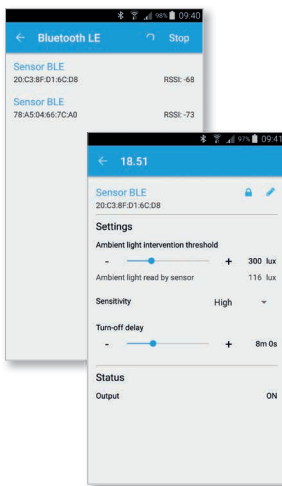 98% 09:40
Bluetooth LE Stop
Sensor BLE
20:C3:8F:D1:6C:D8 RSSI: -68
Sensor BLE
78:A5:04:66:7C:A0 RSSI: -73
97% 09:41
18.51
Sensor BLE
20:C3:8F:D1:6C:D8
Settings
Ambient light intervention threshold
- + 300 lux
Ambient light read by sensor 116 lux
Sensitivity High
Turn-off delay
- + 8m 0s
Status
Output ON